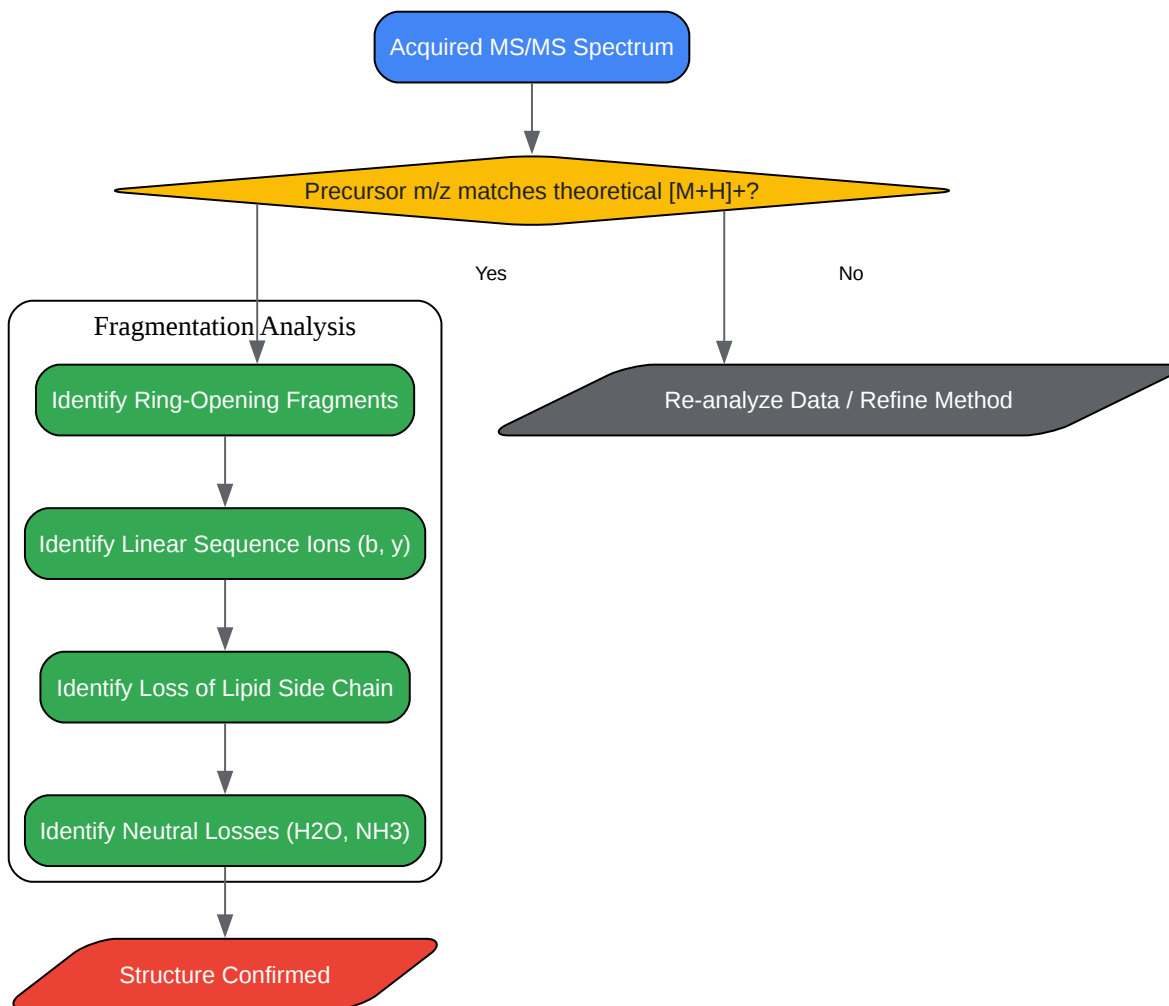 Acquired MS/MS Spectrum
Precursor m/z matches theoretical [M+H]+?
Yes
No
Fragmentation Analysis
Identify Ring-Opening Fragments
Re-analyze Data / Refine Method
Identify Linear Sequence Ions (b, y)
Identify Loss of Lipid Side Chain
Identify Neutral Losses (H2O, NH3)
Structure Confirmed